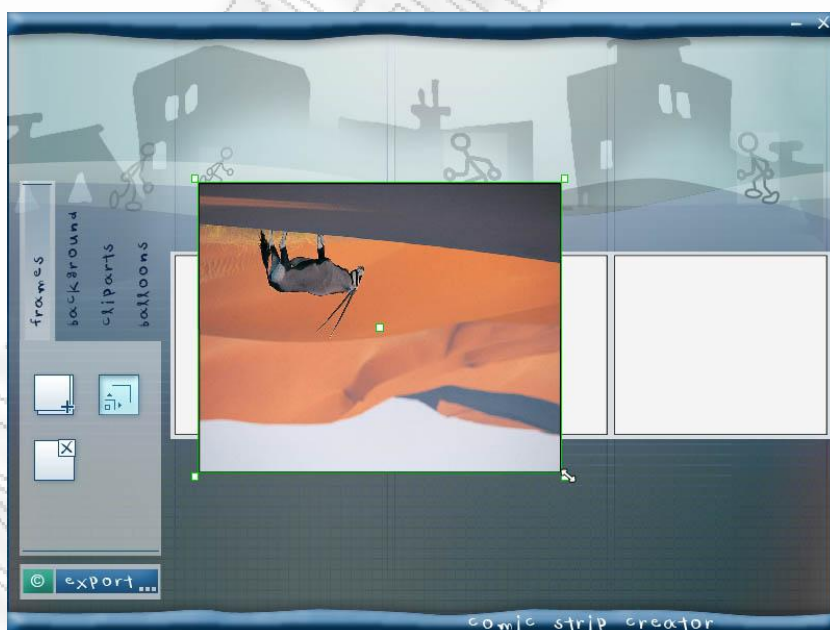 frames
background
cliparts
balloons
© export...
comic strip creator